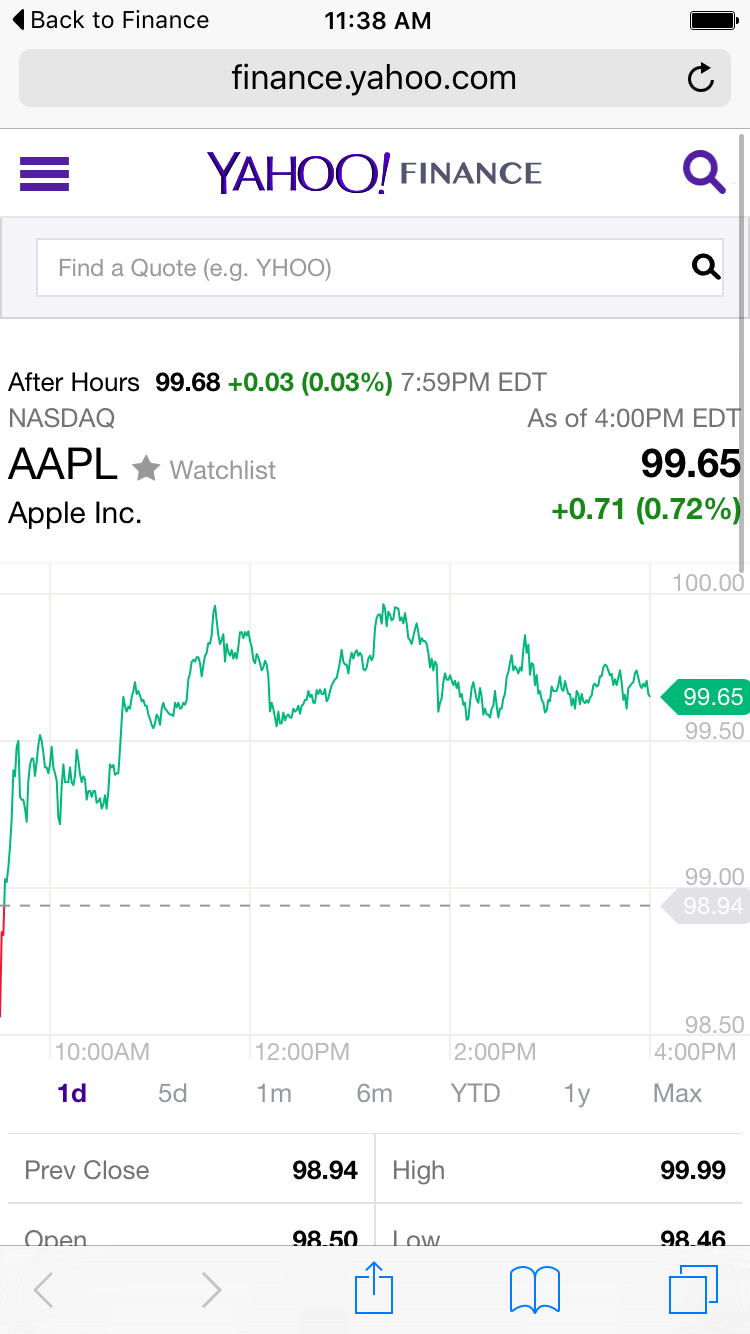 Back to Finance 11:38 AM
finance.yahoo.com
YAHOO! FINANCE
Find a Quote (e.g. YHOO)
After Hours 99.68 +0.03 (0.03%) 7:59PM EDT
NASDAQ As of 4:00PM EDT
AAPL Watchlist 99.65
Apple Inc. +0.71 (0.72%)
100.00
99.65
99.50
99.00
98.94
98.50
10:00AM 12:00PM 2:00PM 4:00PM
1d 5d 1m 6m YTD 1y Max
Prev Close 98.94 High 99.99
Open 98.50 Low 98.46